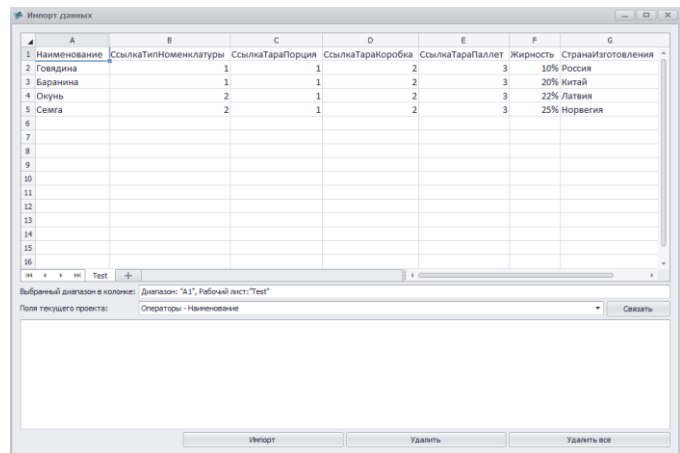 Импорт данных
A B C D E F G
1 Наименование СсылкаТипНоменклатуры СсылкаТараПорция СсылкаТараКоробка СсылкаТараПаллет Жирность СтранаИзготовления
2 Говядина 1 1 2 3 10% Россия
3 Баранина 1 1 2 3 20% Китай
4 Окунь 2 1 2 3 22% Латвия
5 Семга 2 1 2 3 25% Норвегия
6
7
8
9
10
11
12
13
14
15
16
Test
Выбранный диапазон в колонке: Диапазон: "A1", Рабочий лист:"Test"
Поля текущего проекта: Операторы - Наименование Связать
Импорт Удалить Удалить все